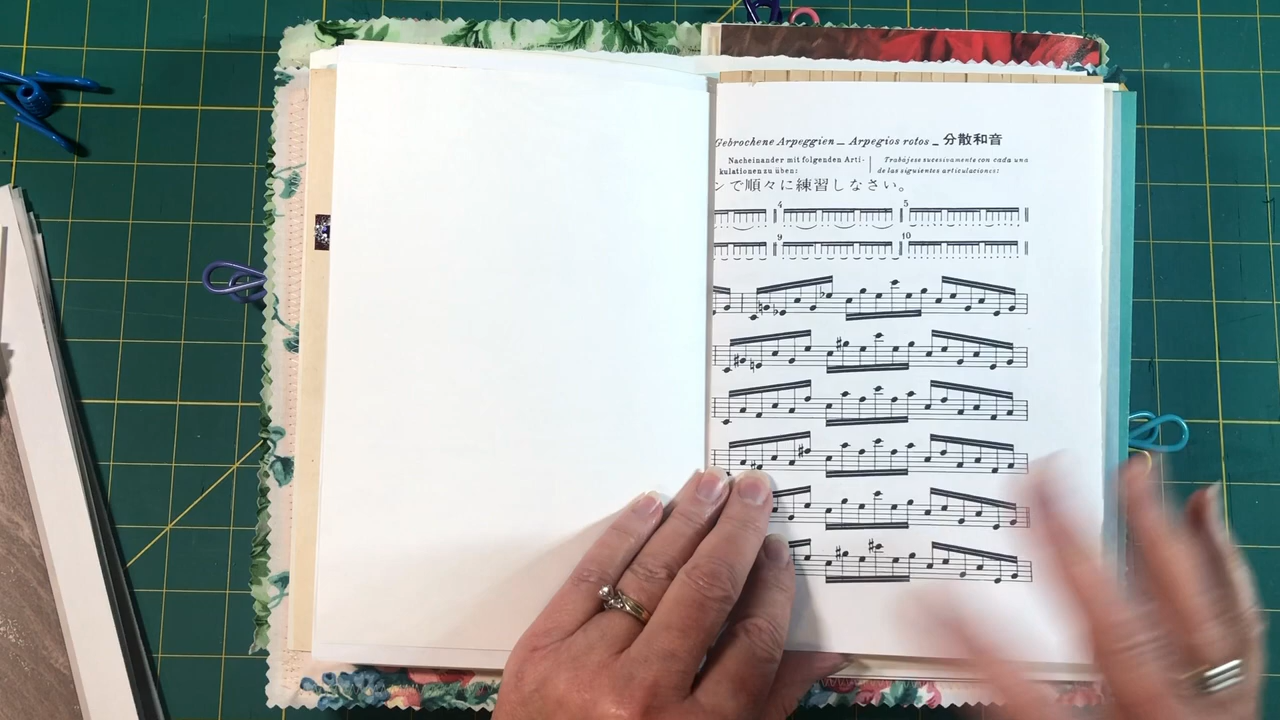 Gebrochene Arpeggien _ Arpegios rotos _ 分散和音
Nacheinander mit folgenden Arti-
kulationen zu üben:
Trabájese sucesivamente con cada una
de las siguientes articulaciones:
ンで順々に練習しなさい。
4 5
9 10